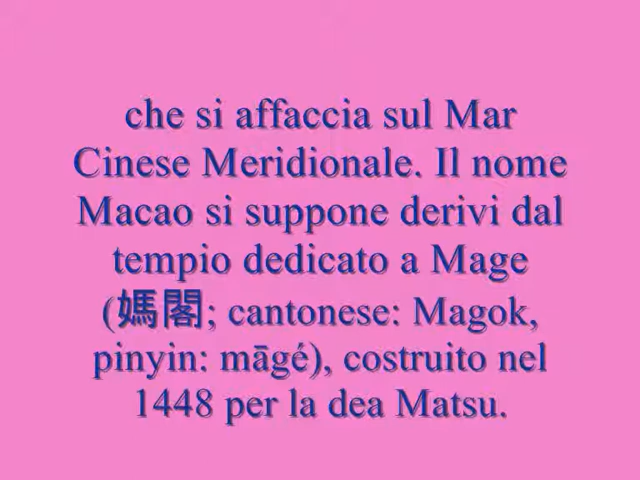 che si affaccia sul Mar
Cinese Meridionale. Il nome
Macao si suppone derivi dal
tempio dedicato a Mage
(媽閣; cantonese: Magok,
pinyin: māgé), costruito nel
1448 per la dea Matsu.